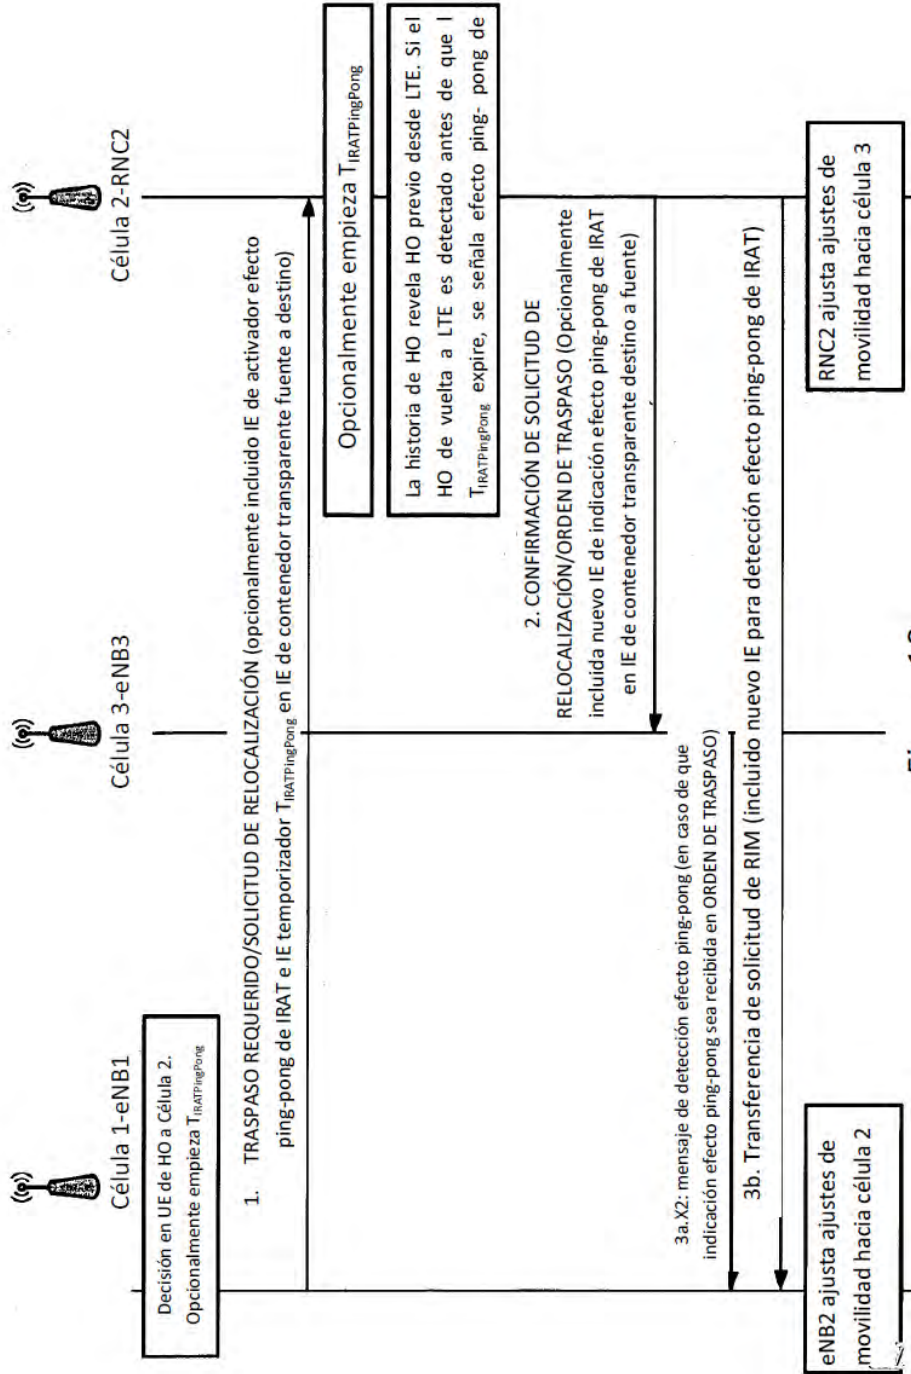 Célula 1-eNB1
Célula 3-eNB3
Célula 2-RNC2
Decisión en UE de HO a Célula 2.
Opcionalmente empieza TIRATPingPong
1. TRASPASO REQUERIDO/SOLICITUD DE RELOCALIZACIÓN (opcionalmente incluido IE de activador efecto
ping-pong de IRAT e IE temporizador TIRATPingPong en IE de contenedor transparente fuente a destino)
Opcionalmente empieza TIRATPingPong
La historia de HO revela HO previo desde LTE. Si el
HO de vuelta a LTE es detectado antes de que l
TIRATPingPong expire, se señala efecto ping- pong de
2. CONFIRMACIÓN DE SOLICITUD DE
RELOCALIZACIÓN/ORDEN DE TRASPASO (Opcionalmente
incluida nuevo IE de indicación efecto ping-pong de IRAT
en IE de contenedor transparente destino a fuente)
3a.X2: mensaje de detección efecto ping-pong (en caso de que
indicación efecto ping-pong sea recibida en ORDEN DE TRASPASO)
3b. Transferencia de solicitud de RIM (incluido nuevo IE para detección efecto ping-pong de IRAT)
eNB2 ajusta ajustes de
movilidad hacia célula 2
RNC2 ajusta ajustes de
movilidad hacia célula 3